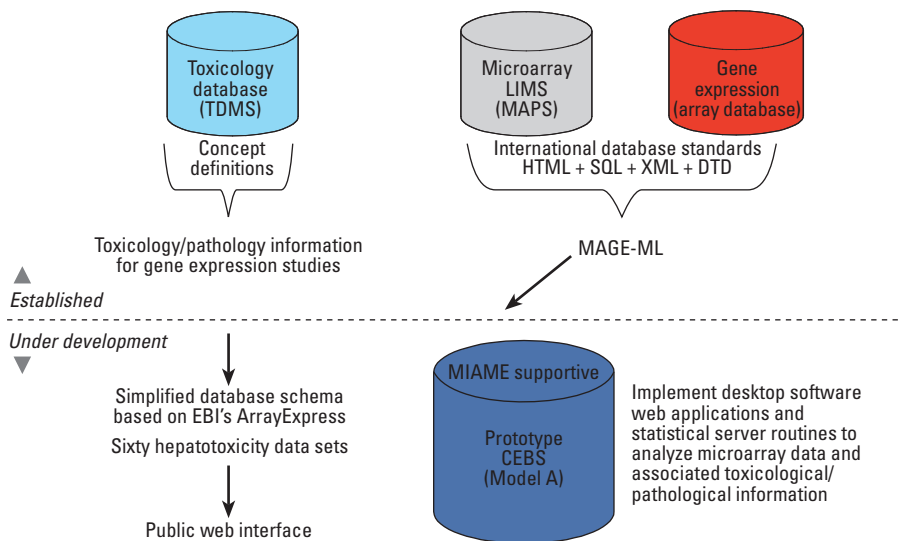 Toxicology
database
(TDMS)
Microarray
LIMS
(MAPS)
Gene
expression
(array database)
Concept
definitions
International database standards
HTML + SQL + XML + DTD
Toxicology/pathology information
for gene expression studies
MAGE-ML
Established
Under development
Simplified database schema
based on EBI's ArrayExpress
Sixty hepatotoxicity data sets
Public web interface
MIAME supportive
Prototype
CEBS
(Model A)
Implement desktop software
web applications and
statistical server routines to
analyze microarray data and
associated toxicological/
pathological information